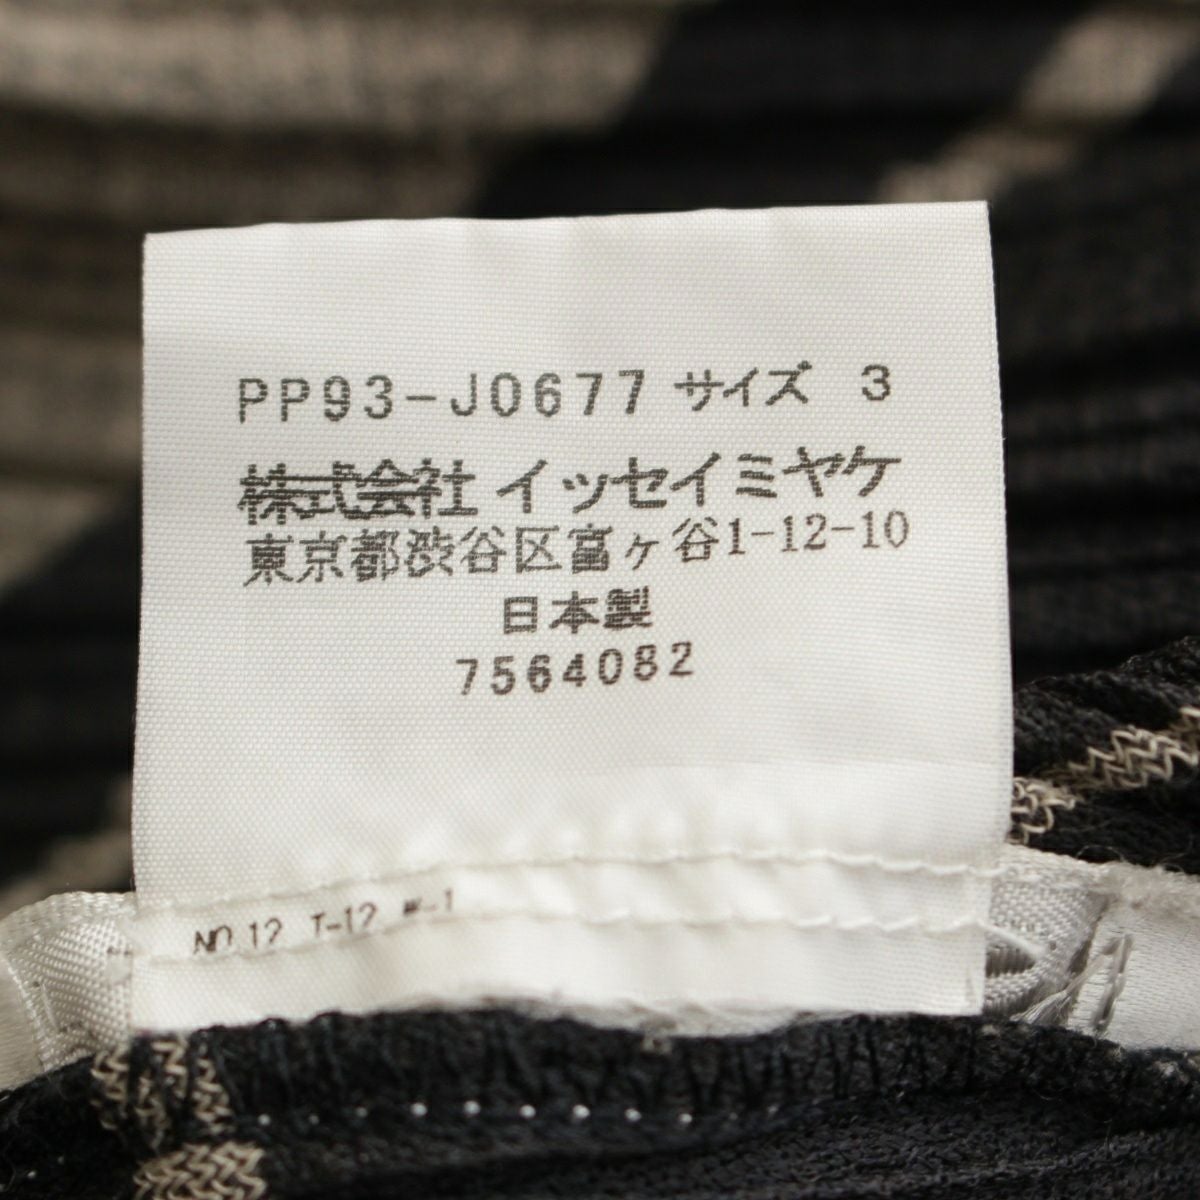 PP93-J0677 サイズ 3
株式会社 イッセイミヤケ
東京都渋谷区富ヶ谷1-12-10
日本製
7564082
NO.12 T-12